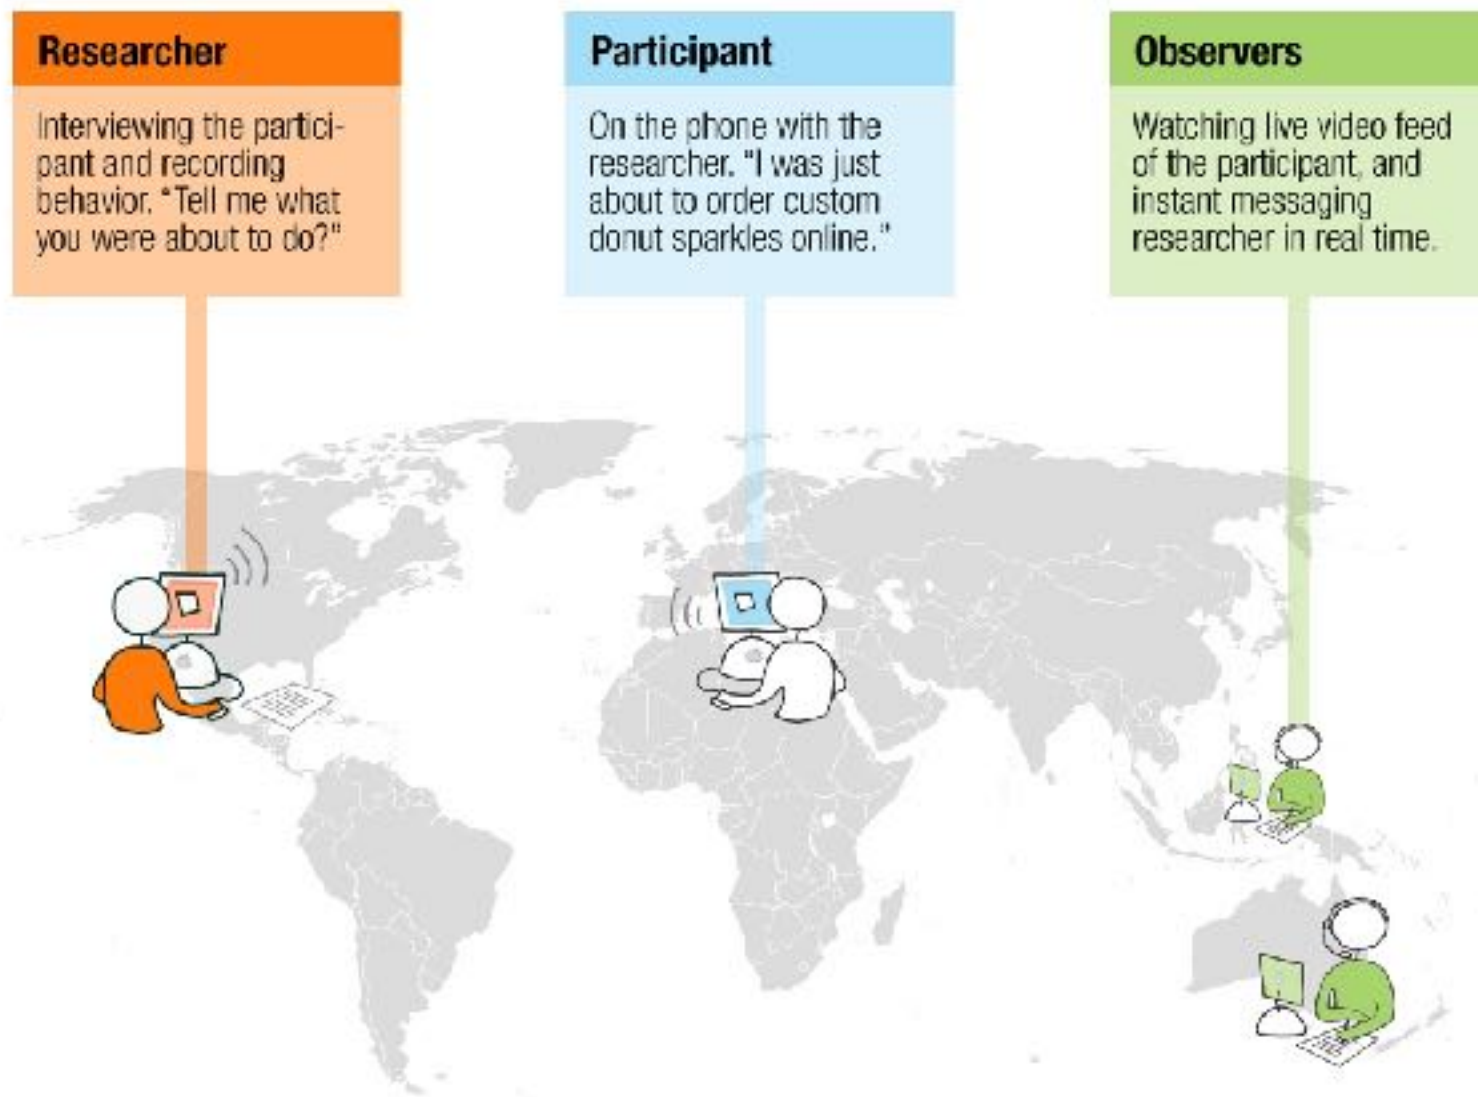 Researcher
Interviewing the partici-
pant and recording
behavior. "Tell me what
you were about to do?"
Participant
On the phone with the
researcher. "I was just
about to order custom
donut sparkles online."
Observers
Watching live video feed
of the participant, and
instant messaging
researcher in real time.